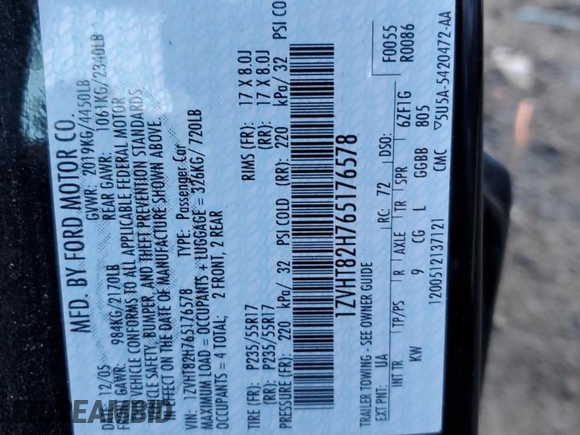 MFD. BY FORD MOTOR CO.
DATE: 12/05 GVWR: 2019KG/4450LB
FRONT GAWR: 984KG/2170LB REAR GAWR: 1061KG/2340LB
THIS VEHICLE CONFORMS TO ALL APPLICABLE FEDERAL MOTOR
VEHICLE SAFETY, BUMPER, AND THEFT PREVENTION STANDARDS
IN EFFECT ON THE DATE OF MANUFACTURE SHOWN ABOVE.
VIN: 1ZVHT82H765176578 TYPE: Passenger Car
MAXIMUM LOAD = OCCUPANTS + LUGGAGE = 326KG/ 720LB
OCCUPANTS = 4 TOTAL: 2 FRONT, 2 REAR
TIRE (FR): P235/55R17 RIMS (FR): 17 X 8.0J
(RR): P235/55R17 (RR): 17 X 8.0J
PRESSURE (FR): 220 kPa/ 32 PSI COLD (RR): 220 kPa/ 32 PSI CO
1ZVHT82H765176578
TRAILER TOWING - SEE OWNER GUIDE
F0055
R0086
EXT PNT: UA RC: 72 DSO:
INT TR TP/PS R AXLE TR SPR 6ZF1G
KW 9 CG L GGBB 805
1200512137121 CMC 5U5A-5420472-AA